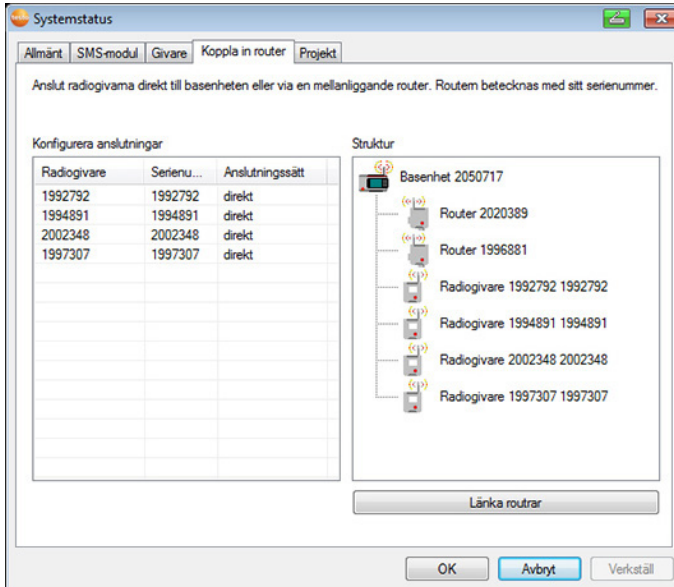 Systemstatus
Allmänt SMS-modul Givare Koppla in router Projekt
Anslut radiogivarna direkt till basenheten eller via en mellanliggande router. Routern betecknas med sitt serienummer.
Konfigurera anslutningar
Radiogivare Serienu... Anslutningssätt
1992792 1992792 direkt
1994891 1994891 direkt
2002348 2002348 direkt
1997307 1997307 direkt
Struktur
Basenhet 2050717
Router 2020389
Router 1996881
Radiogivare 1992792 1992792
Radiogivare 1994891 1994891
Radiogivare 2002348 2002348
Radiogivare 1997307 1997307
Länka routrar
OK Avbryt Verkställ